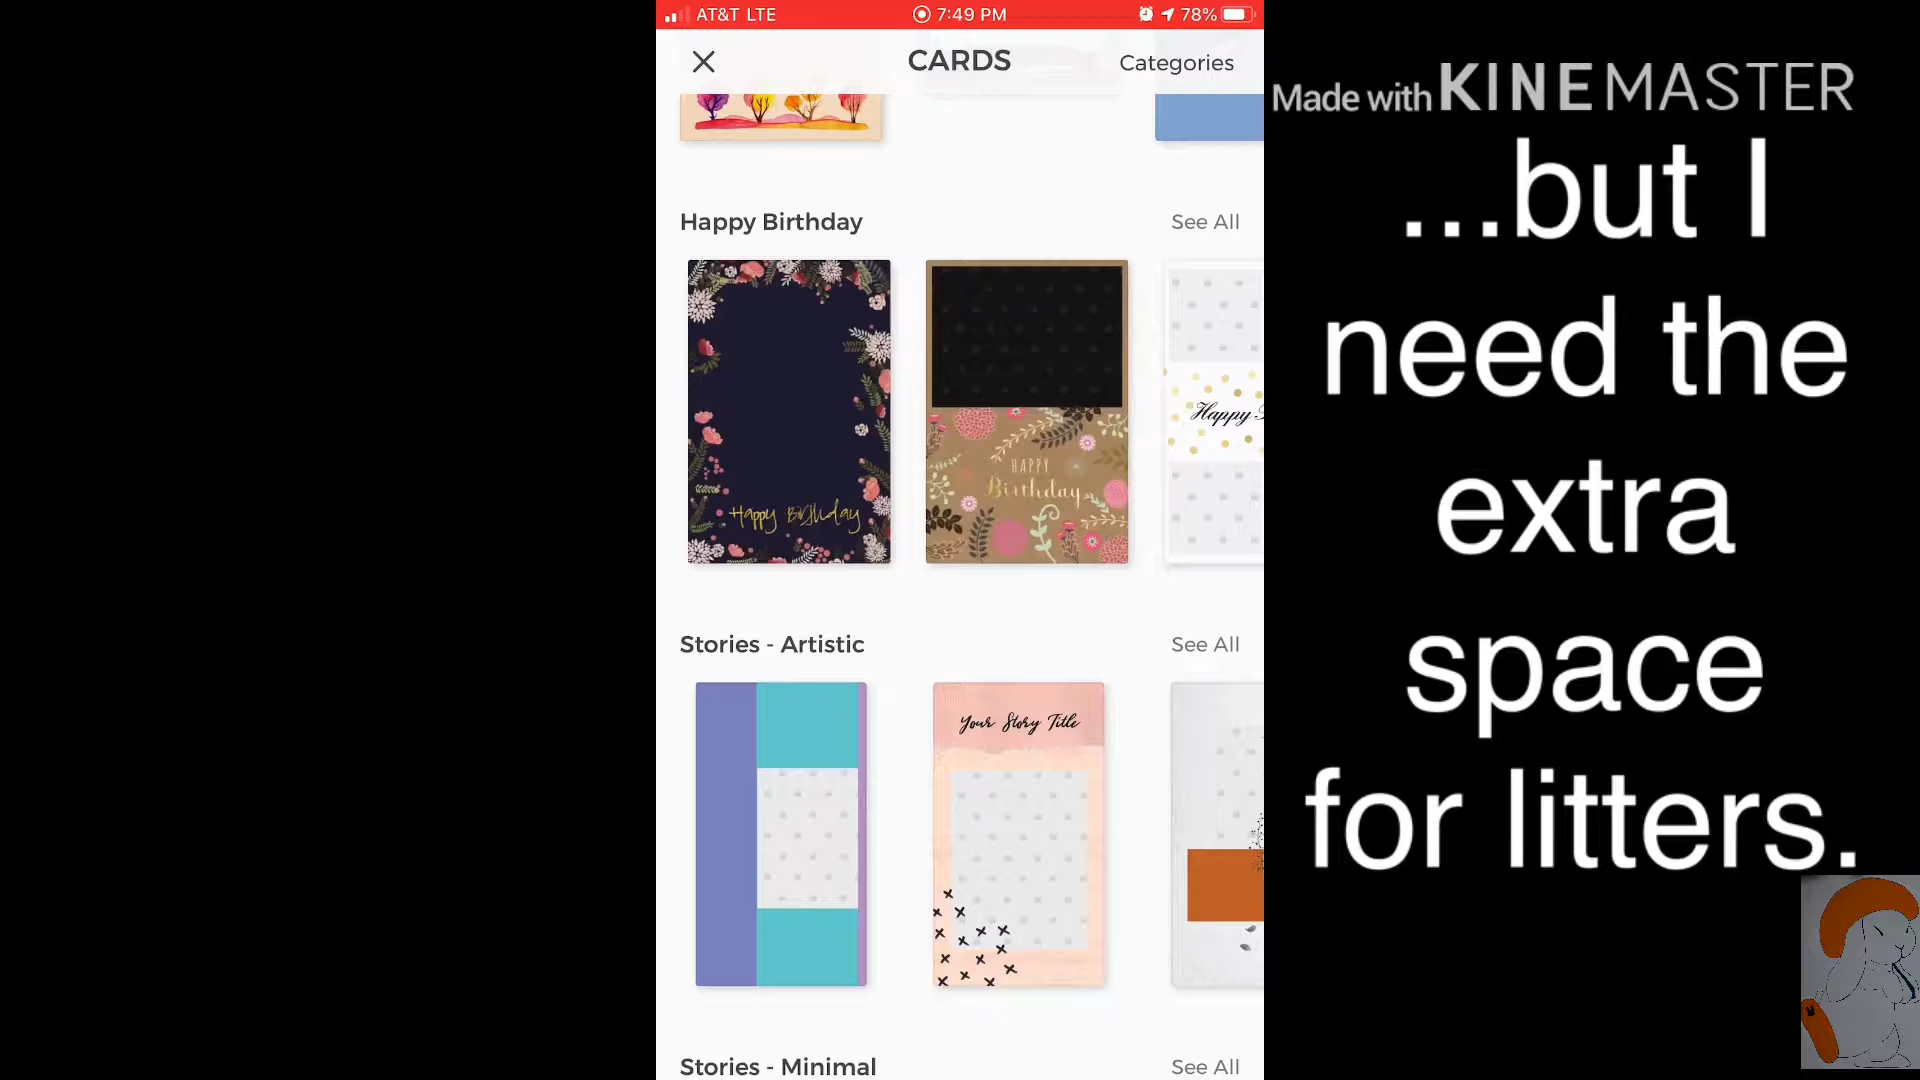 AT&T LTE
7:49 PM
78%
CARDS
Categories
Happy Birthday
See All
Happy Birthday
HAPPY
Birthday
Happy
Stories - Artistic
See All
Your Story Title
Stories - Minimal
See All
Made with KINEMASTER
...but I
need the
extra
space
for litters.